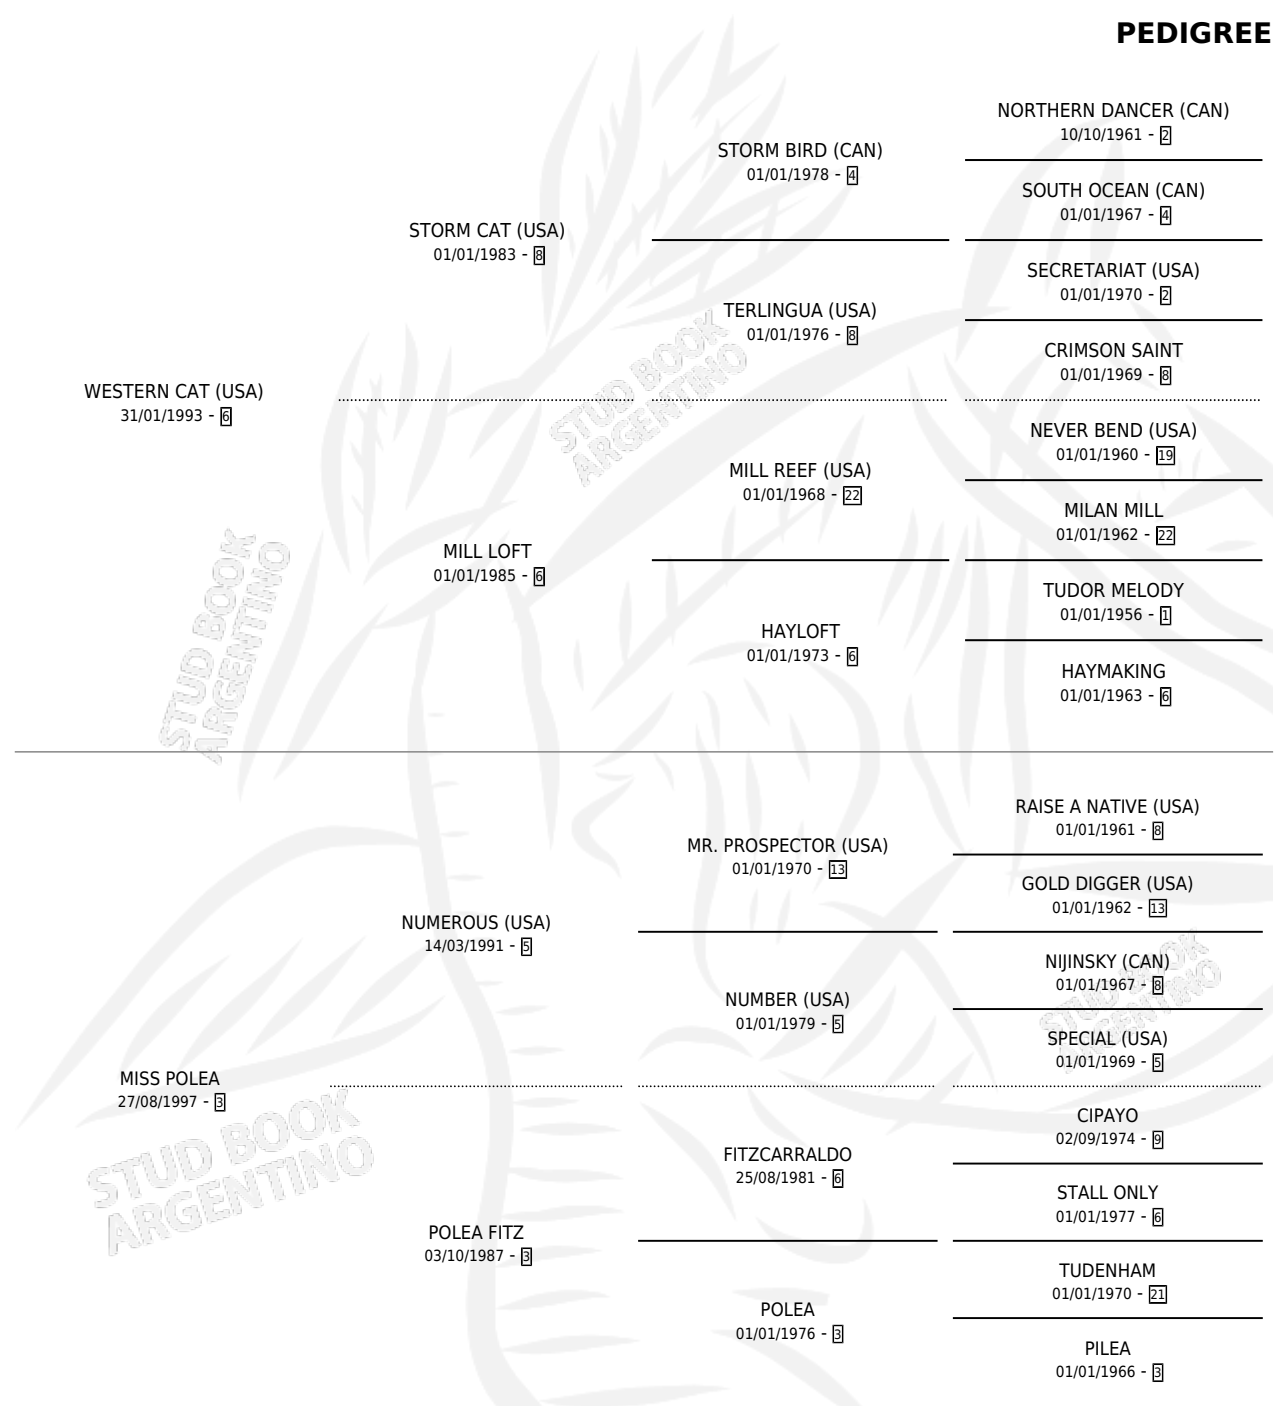 PEDIGREE
NORTHERN DANCER (CAN)
10/10/1961 - 2
STORM BIRD (CAN)
01/01/1978 - 4
SOUTH OCEAN (CAN)
01/01/1967 - 4
STORM CAT (USA)
01/01/1983 - 8
SECRETARIAT (USA)
01/01/1970 - 2
TERLINGUA (USA)
01/01/1976 - 8
CRIMSON SAINT
01/01/1969 - 8
WESTERN CAT (USA)
31/01/1993 - 6
NEVER BEND (USA)
01/01/1960 - 19
MILL REEF (USA)
01/01/1968 - 22
MILAN MILL
01/01/1962 - 22
MILL LOFT
01/01/1985 - 6
TUDOR MELODY
01/01/1956 - 1
HAYLOFT
01/01/1973 - 6
HAYMAKING
01/01/1963 - 6
RAISE A NATIVE (USA)
01/01/1961 - 8
MR. PROSPECTOR (USA)
01/01/1970 - 13
GOLD DIGGER (USA)
01/01/1962 - 13
NUMEROUS (USA)
14/03/1991 - 5
NIJINSKY (CAN)
01/01/1967 - 8
NUMBER (USA)
01/01/1979 - 5
SPECIAL (USA)
01/01/1969 - 5
MISS POLEA
27/08/1997 - 3
CIPAYO
02/09/1974 - 9
FITZCARRALDO
25/08/1981 - 6
STALL ONLY
01/01/1977 - 6
POLEA FITZ
03/10/1987 - 3
TUDENHAM
01/01/1970 - 21
POLEA
01/01/1976 - 3
PILEA
01/01/1966 - 3
STUD BOOK
ARGENTINO
STUD BOOK
ARGENTINO
STUD BOOK
ARGENTINO
STUD BOOK
ARGENTINO